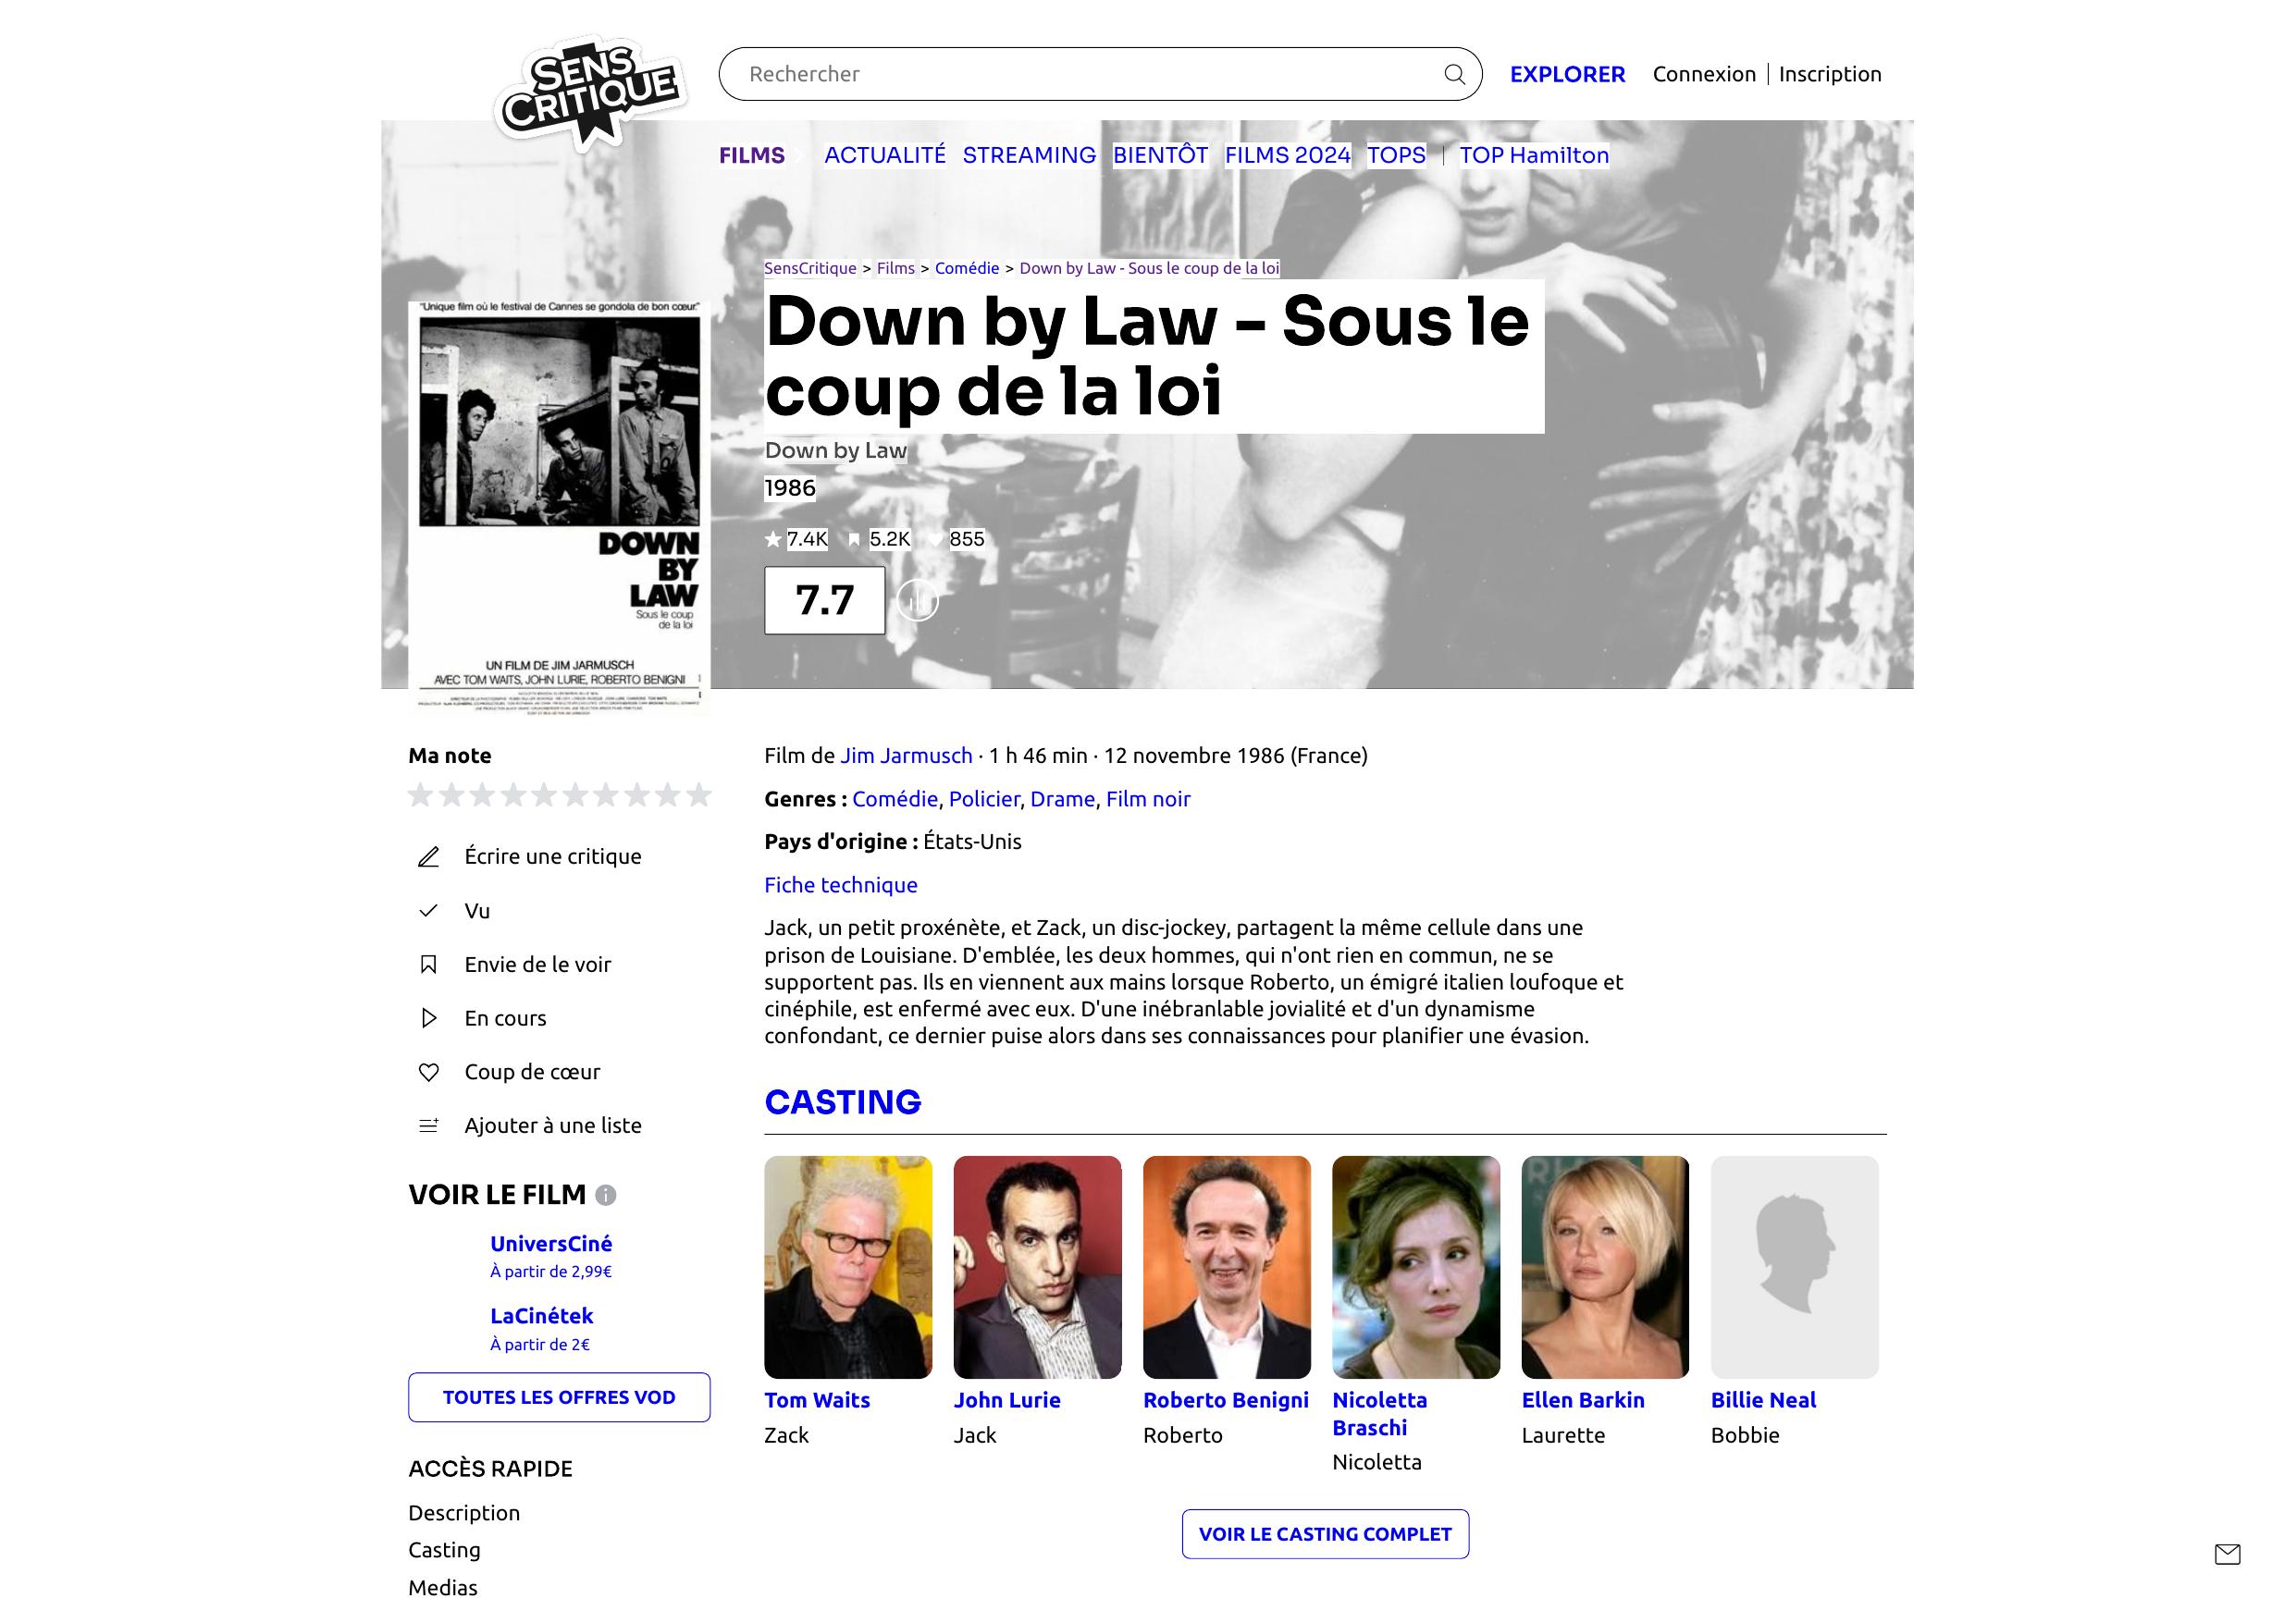 SENS
CRITIQUE
Rechercher
EXPLORER
Connexion | Inscription
FILMS
ACTUALITÉ
STREAMING
BIENTÔT
FILMS 2024
TOPS
|
TOP Hamilton
SensCritique > Films > Comédie > Down by Law - Sous le coup de la loi
Down by Law - Sous le
coup de la loi
Down by Law
1986
7.4K 5.2K 855
7.7
"Unique film où le festival de Cannes se gondola de bon cœur."
DOWN
BY
LAW
Sous le coup
de la loi
UN FILM DE JIM JARMUSCH
AVEC TOM WAITS, JOHN LURIE, ROBERTO BENIGNI
Ma note
Écrire une critique
Vu
Envie de le voir
En cours
Coup de cœur
Ajouter à une liste
VOIR LE FILM
UniversCiné
À partir de 2,99€
LaCinétek
À partir de 2€
TOUTES LES OFFRES VOD
ACCÈS RAPIDE
Description
Casting
Medias
Film de Jim Jarmusch · 1 h 46 min · 12 novembre 1986 (France)
Genres : Comédie, Policier, Drame, Film noir
Pays d'origine : États-Unis
Fiche technique
Jack, un petit proxénète, et Zack, un disc-jockey, partagent la même cellule dans une
prison de Louisiane. D'emblée, les deux hommes, qui n'ont rien en commun, ne se
supportent pas. Ils en viennent aux mains lorsque Roberto, un émigré italien loufoque et
cinéphile, est enfermé avec eux. D'une inébranlable jovialité et d'un dynamisme
confondant, ce dernier puise alors dans ses connaissances pour planifier une évasion.
CASTING
Tom Waits
Zack
John Lurie
Jack
Roberto Benigni
Roberto
Nicoletta
Braschi
Nicoletta
Ellen Barkin
Laurette
Billie Neal
Bobbie
VOIR LE CASTING COMPLET